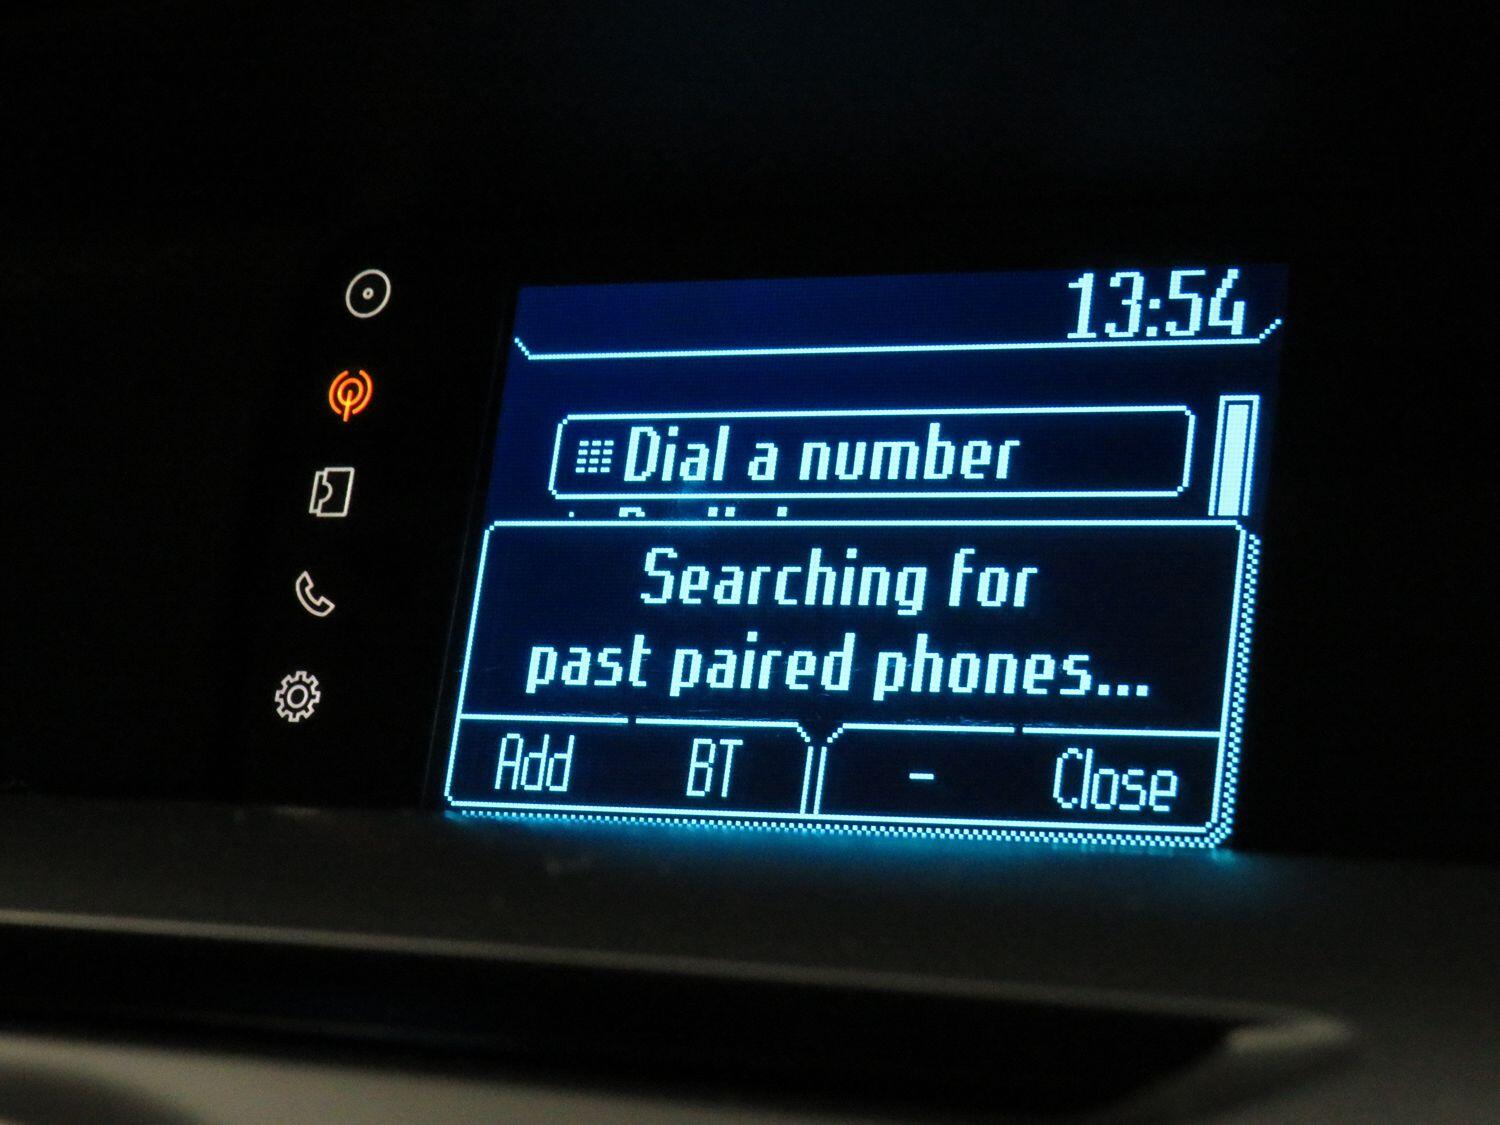 13:54
Dial a number
Searching for
past paired phones...
Add BT - Close